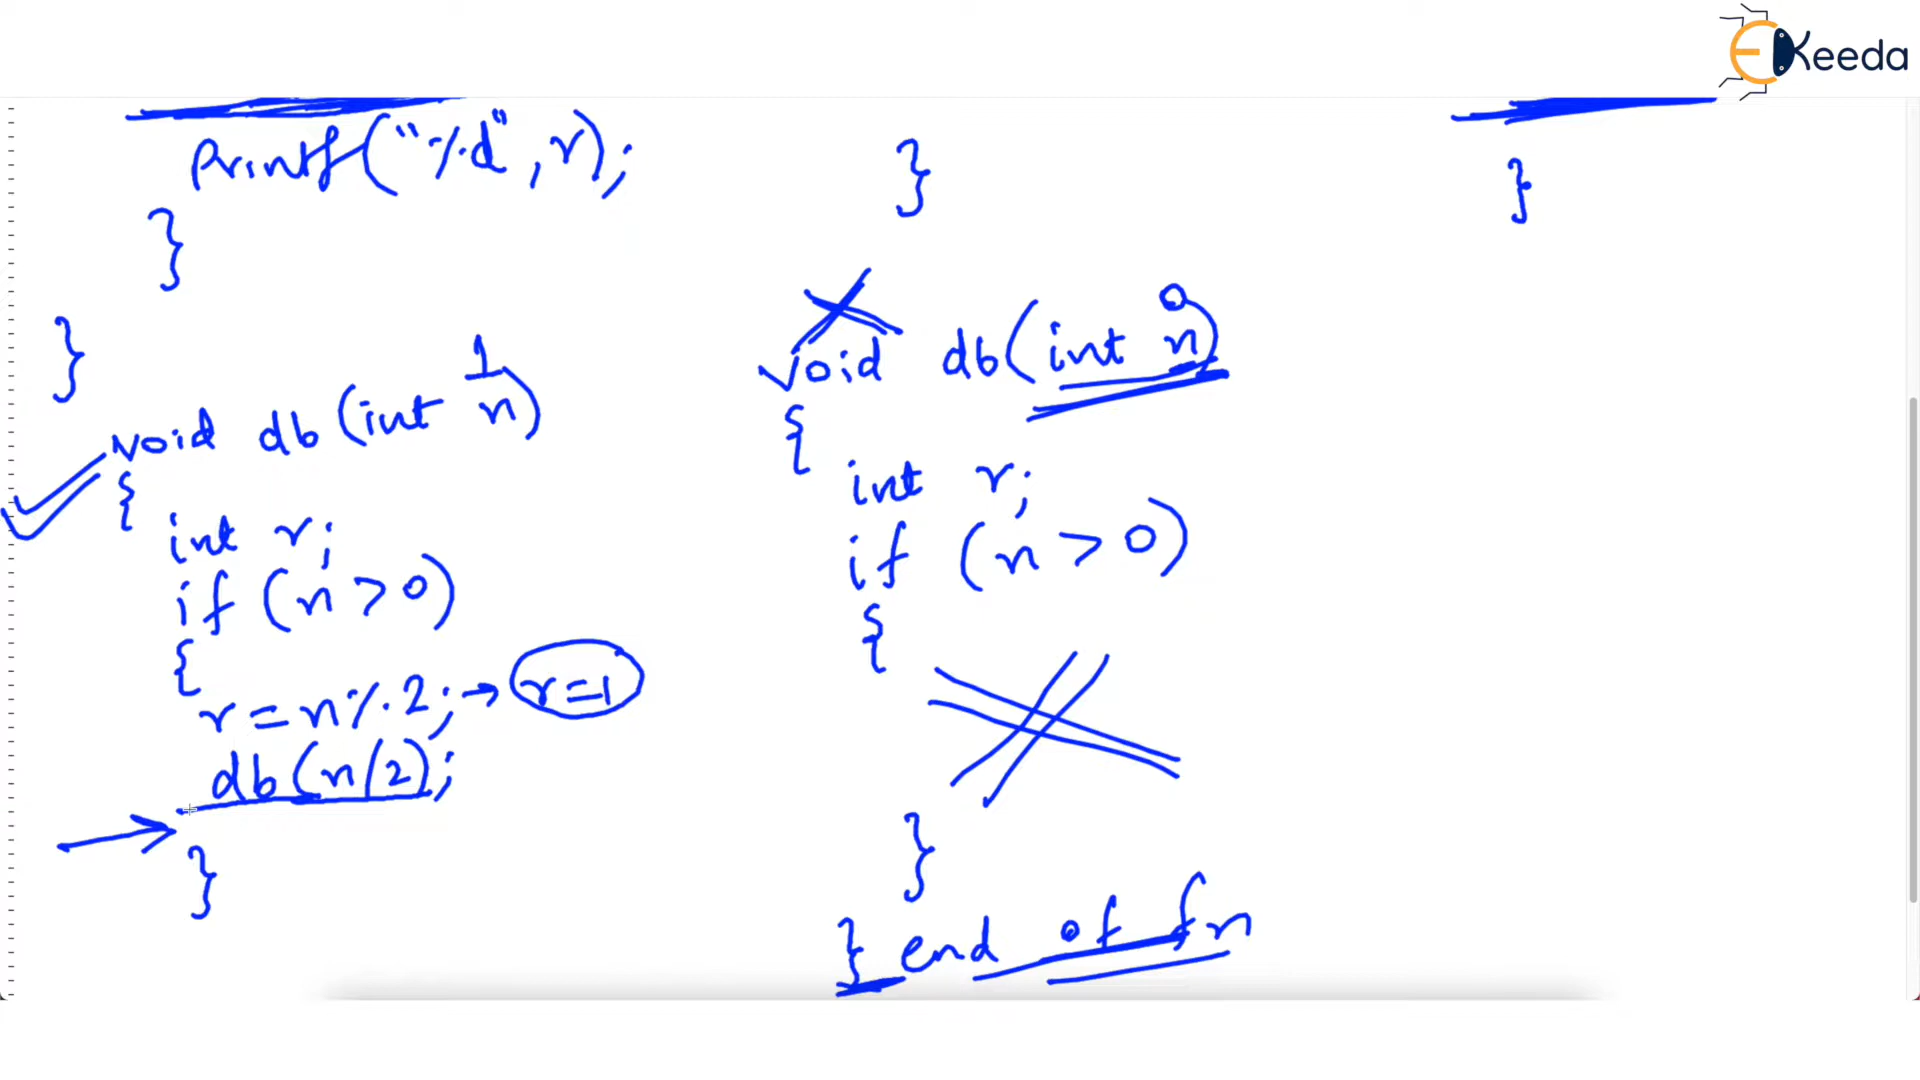 EKeeda
Printf("%d", r);
}
}
void db(int n)
1
{
int r;
if (n > 0)
{
r = n % 2; → r = 1
db(n/2);
}
}
void db(int n)
0
{
int r;
if (n > 0)
{
}
} end of fn
}